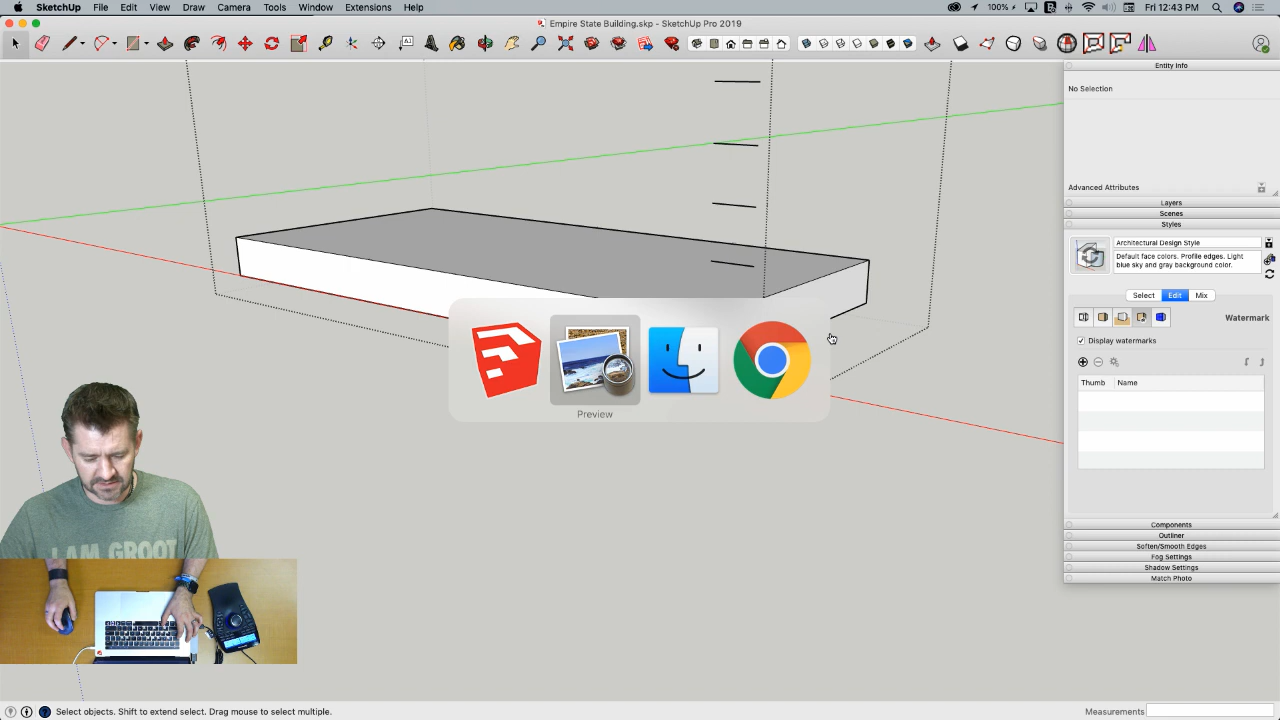 SketchUp File Edit View Draw Camera Tools Window Extensions Help 100% Fri 12:43 PM
Empire State Building.skp - SketchUp Pro 2019
Entity Info
No Selection
Advanced Attributes
Layers
Scenes
Styles
Architectural Design Style
Default face colors. Profile edges. Light
blue sky and gray background color.
Select Edit Mix
Watermark
Display watermarks
Thumb Name
Preview
Components
Outliner
Soften/Smooth Edges
Fog Settings
Shadow Settings
Match Photo
I AM GROOT
Select objects. Shift to extend select. Drag mouse to select multiple.
Measurements